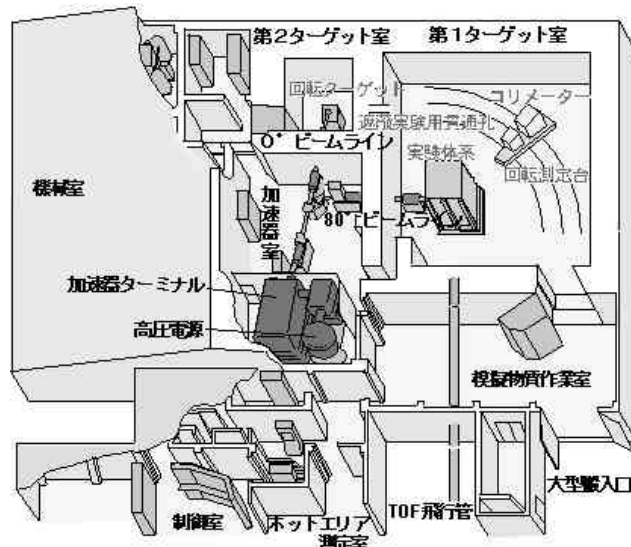 第2ターゲット室
第1ターゲット室
回転ターゲット
コリメーター
遮蔽実験用貫通孔
0°ビームライン
実験体系
回転測定台
機械室
加速器室
80°ビームライン
加速器ターミナル
高圧電源
模擬物質作業室
大型搬入口
TOF飛行管
制御室
ホットエリア
測定室